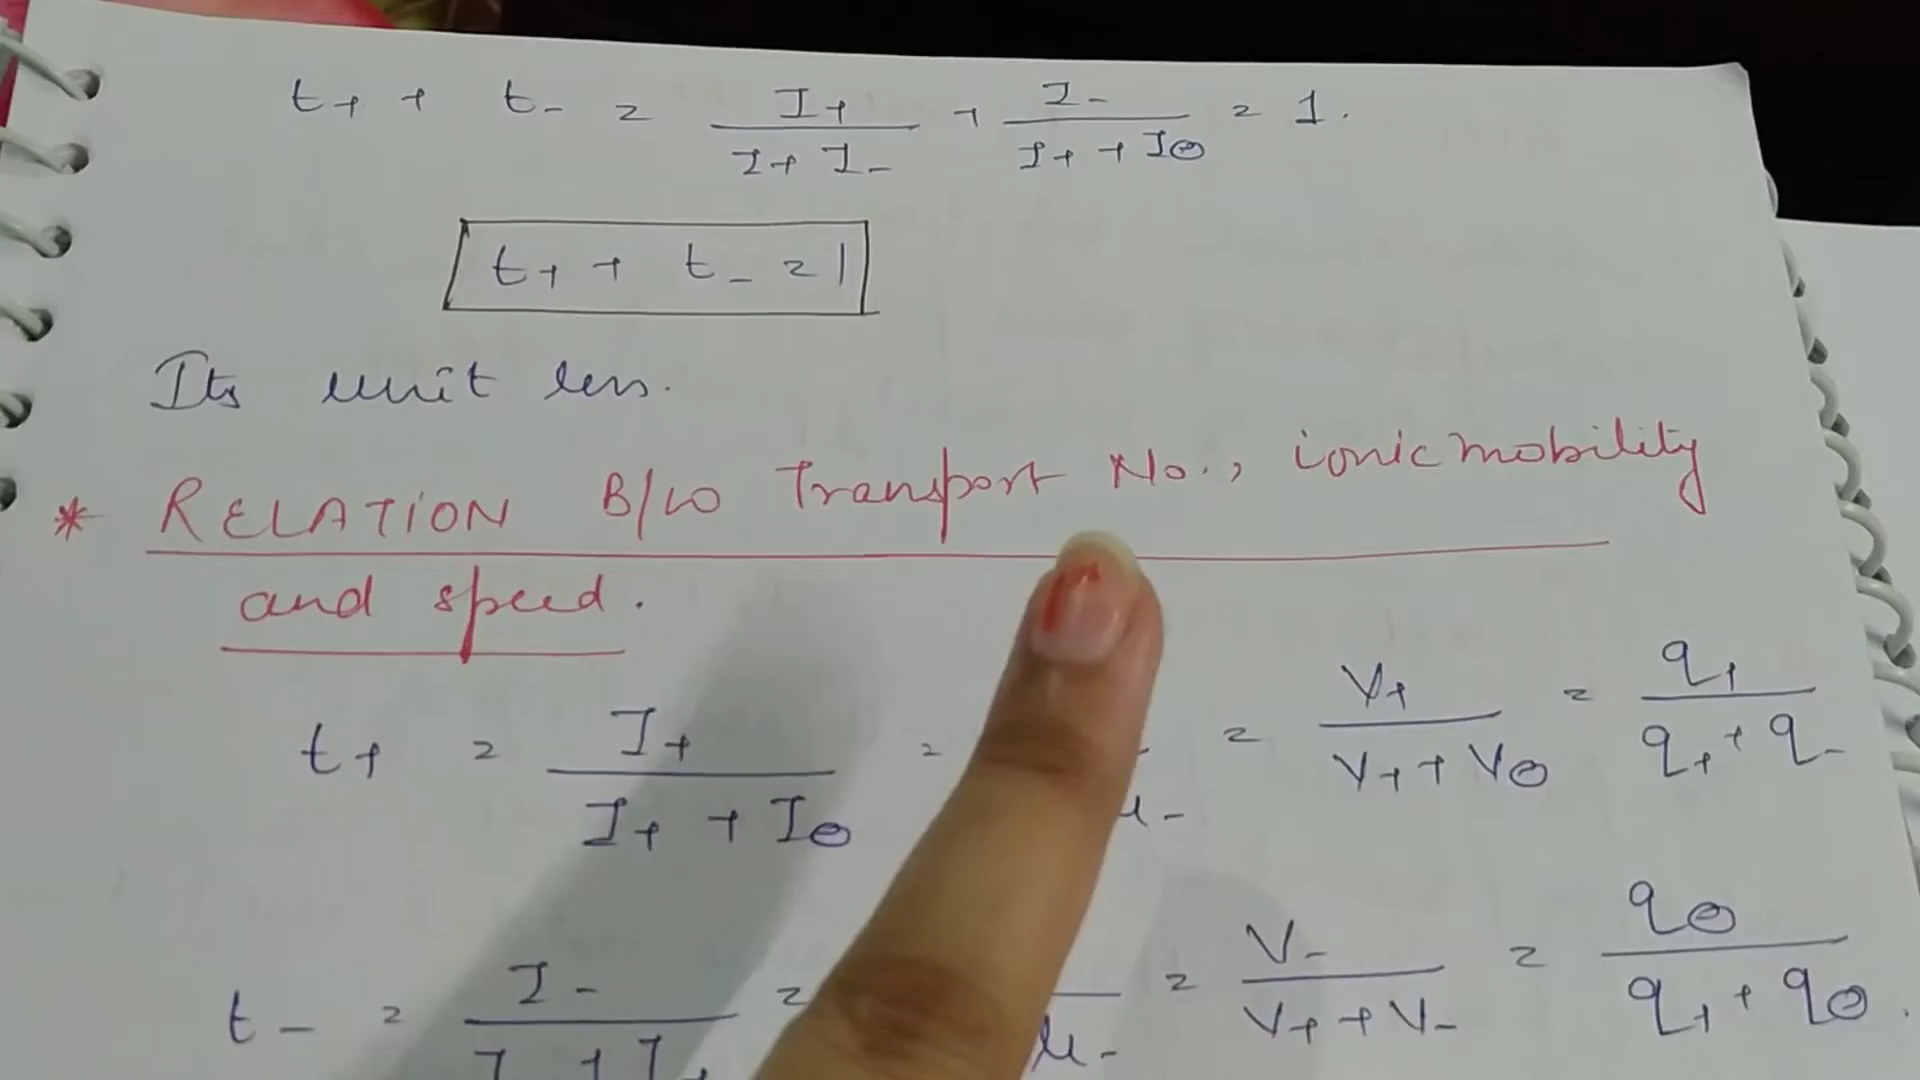 t+ + t- = I+ / I+ I- + I- / I+ + I⊖ = 1.
t+ + t- = 1
Its unit less.
* RELATION B/W Transport No., ionic mobility
and speed.
t+ = I+ / I+ + I⊖ = μ- = V+ / V+ + V⊖ = q+ / q+ + q-
t- = I- / I+ + I = μ- = V- / V+ + V- = q⊖ / q+ + q⊖.